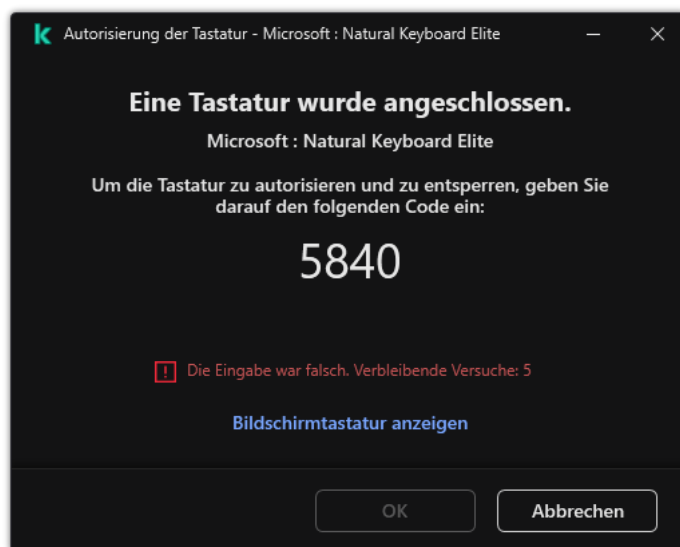 Autorisierung der Tastatur - Microsoft : Natural Keyboard Elite
Eine Tastatur wurde angeschlossen.
Microsoft : Natural Keyboard Elite
Um die Tastatur zu autorisieren und zu entsperren, geben Sie
darauf den folgenden Code ein:
5840
Die Eingabe war falsch. Verbleibende Versuche: 5
Bildschirmtastatur anzeigen
OK
Abbrechen